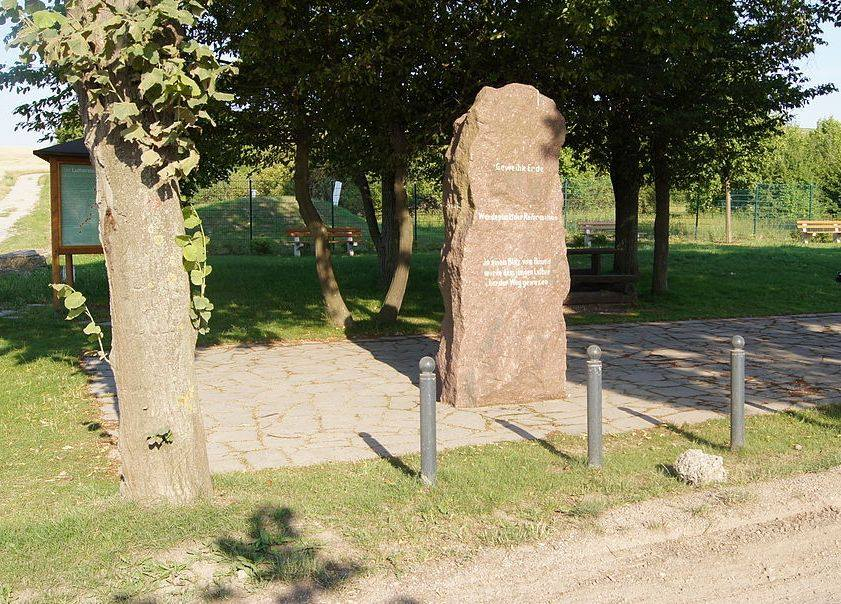 Geweihte Erde
Wendepunkt der Reformation
In einem Blitz vom Himmel
wurde dem jungen Luther
hier der Weg gewiesen